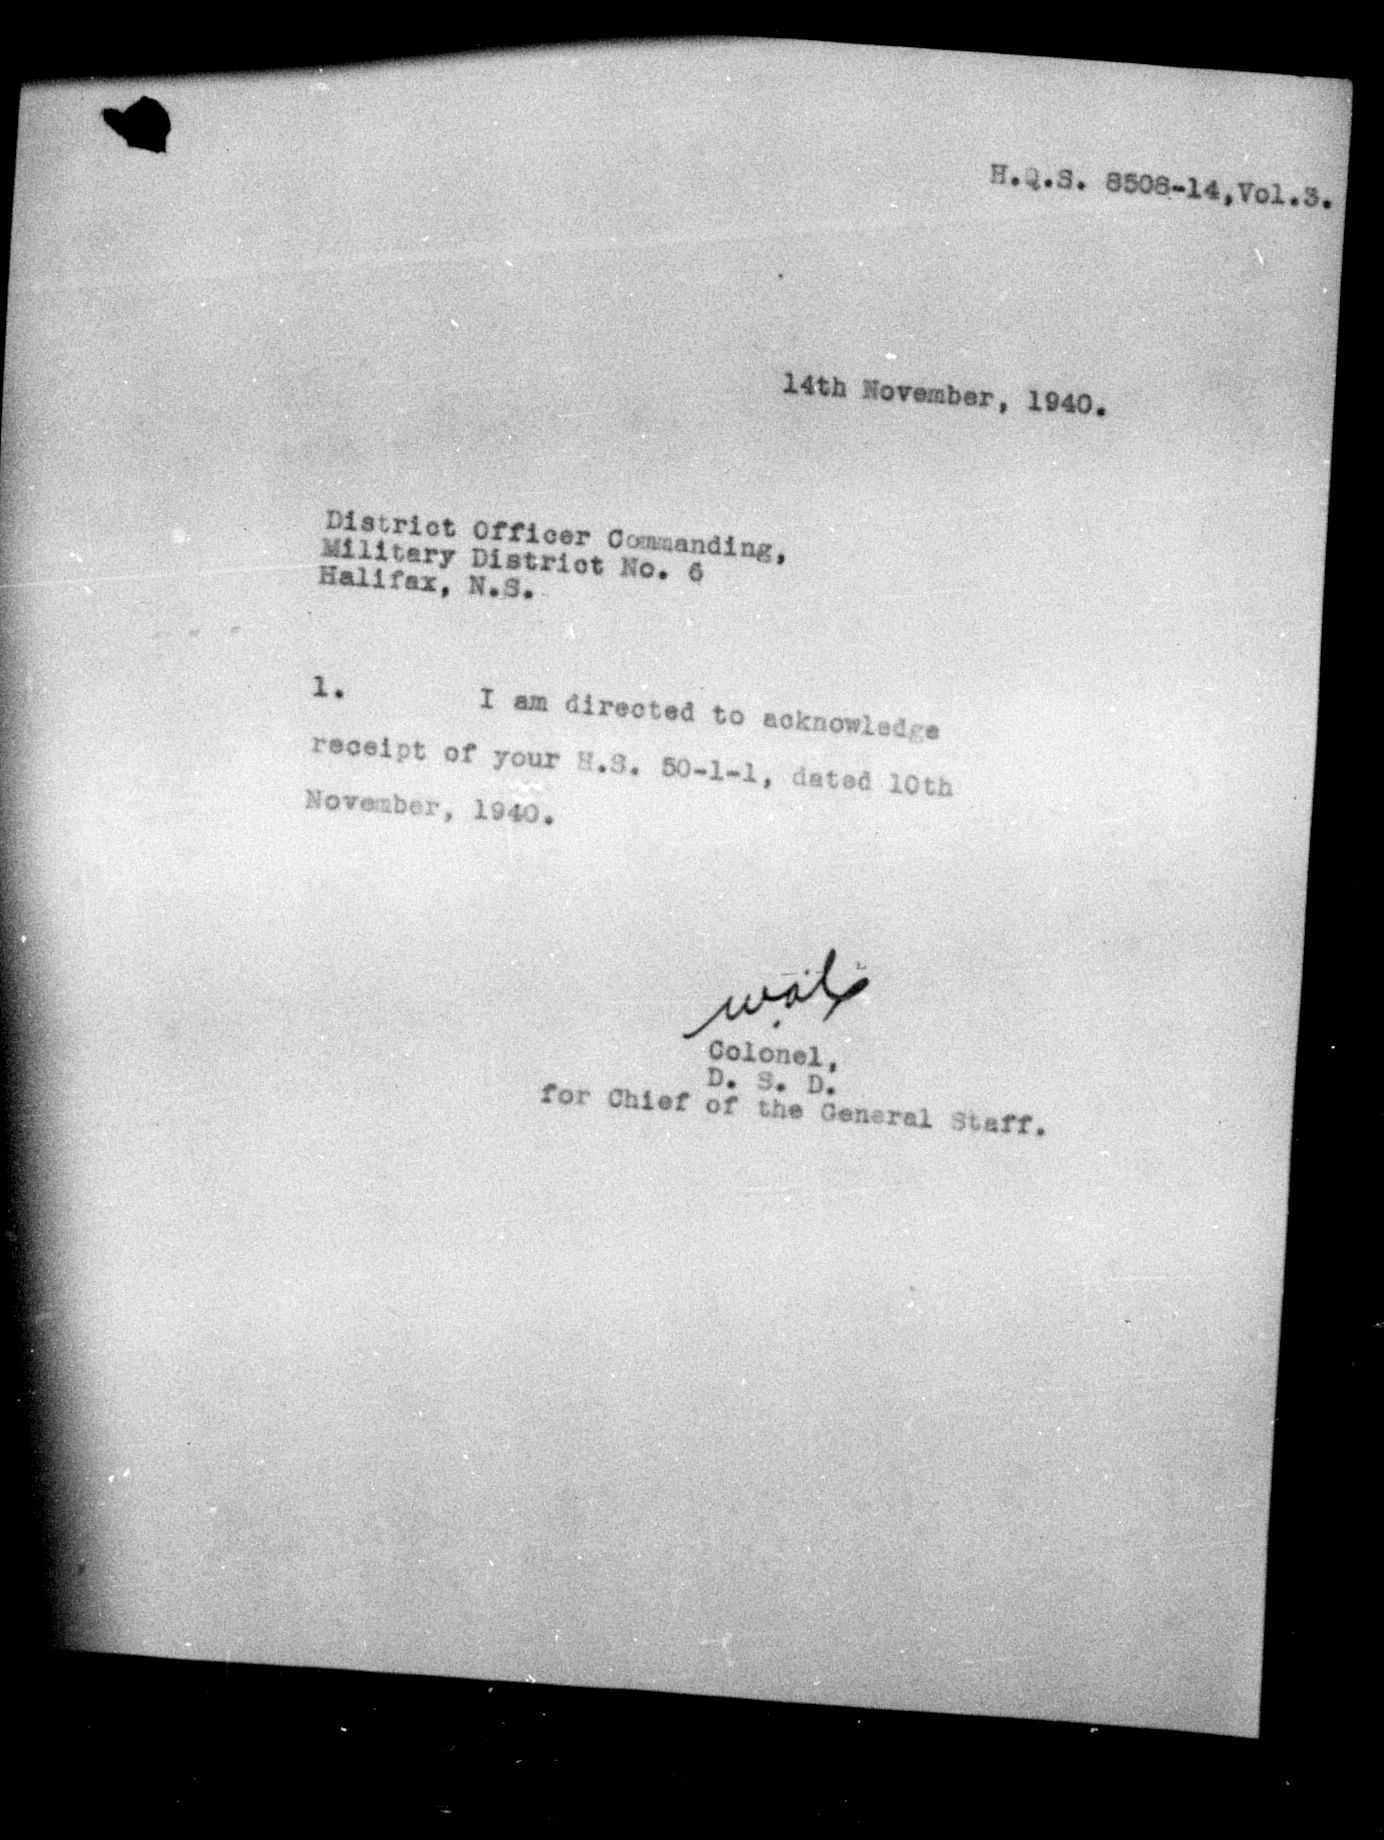 H.Q.S. 8508-14,Vol.3.
14th November, 1940.
District Officer Commanding,
Military District No. 6
Halifax, N.S.
1. I am directed to acknowledge
receipt of your H.S. 50-1-1, dated 10th
November, 1940.
Colonel,
D. S. D.
for Chief of the General Staff.